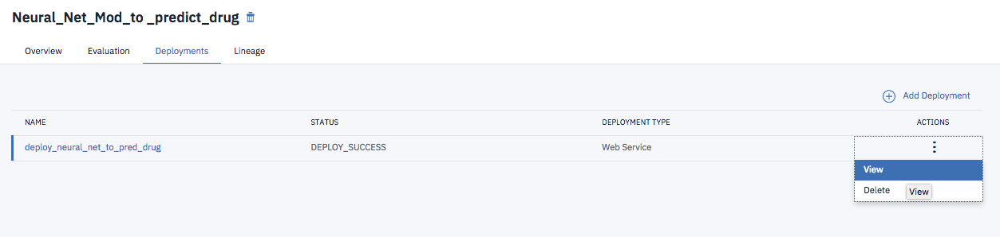 Neural_Net_Mod_to _predict_drug
Overview Evaluation Deployments Lineage
Add Deployment
NAME STATUS DEPLOYMENT TYPE ACTIONS
deploy_neural_net_to_pred_drug DEPLOY_SUCCESS Web Service
View
Delete View